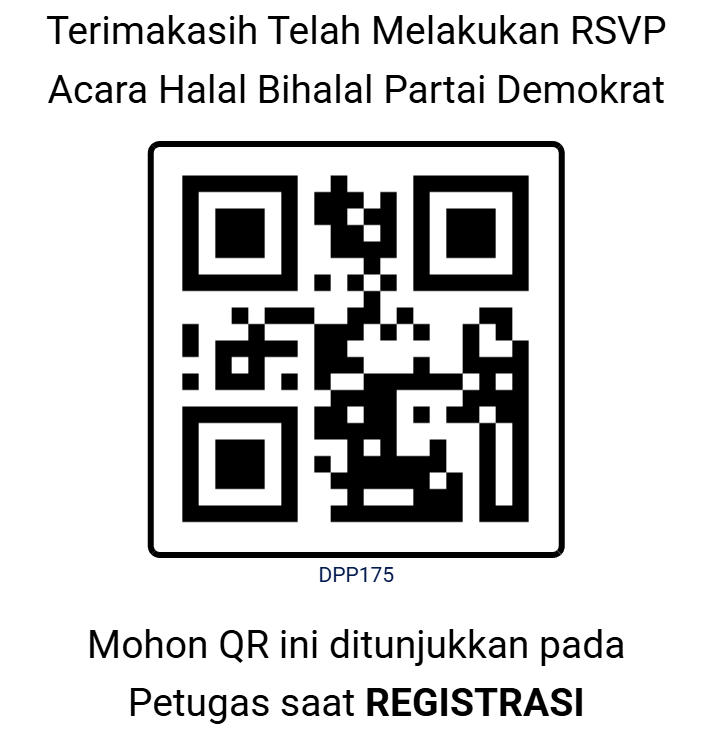 Terimakasih Telah Melakukan RSVP
Acara Halal Bihalal Partai Demokrat
DPP175
Mohon QR ini ditunjukkan pada
Petugas saat REGISTRASI